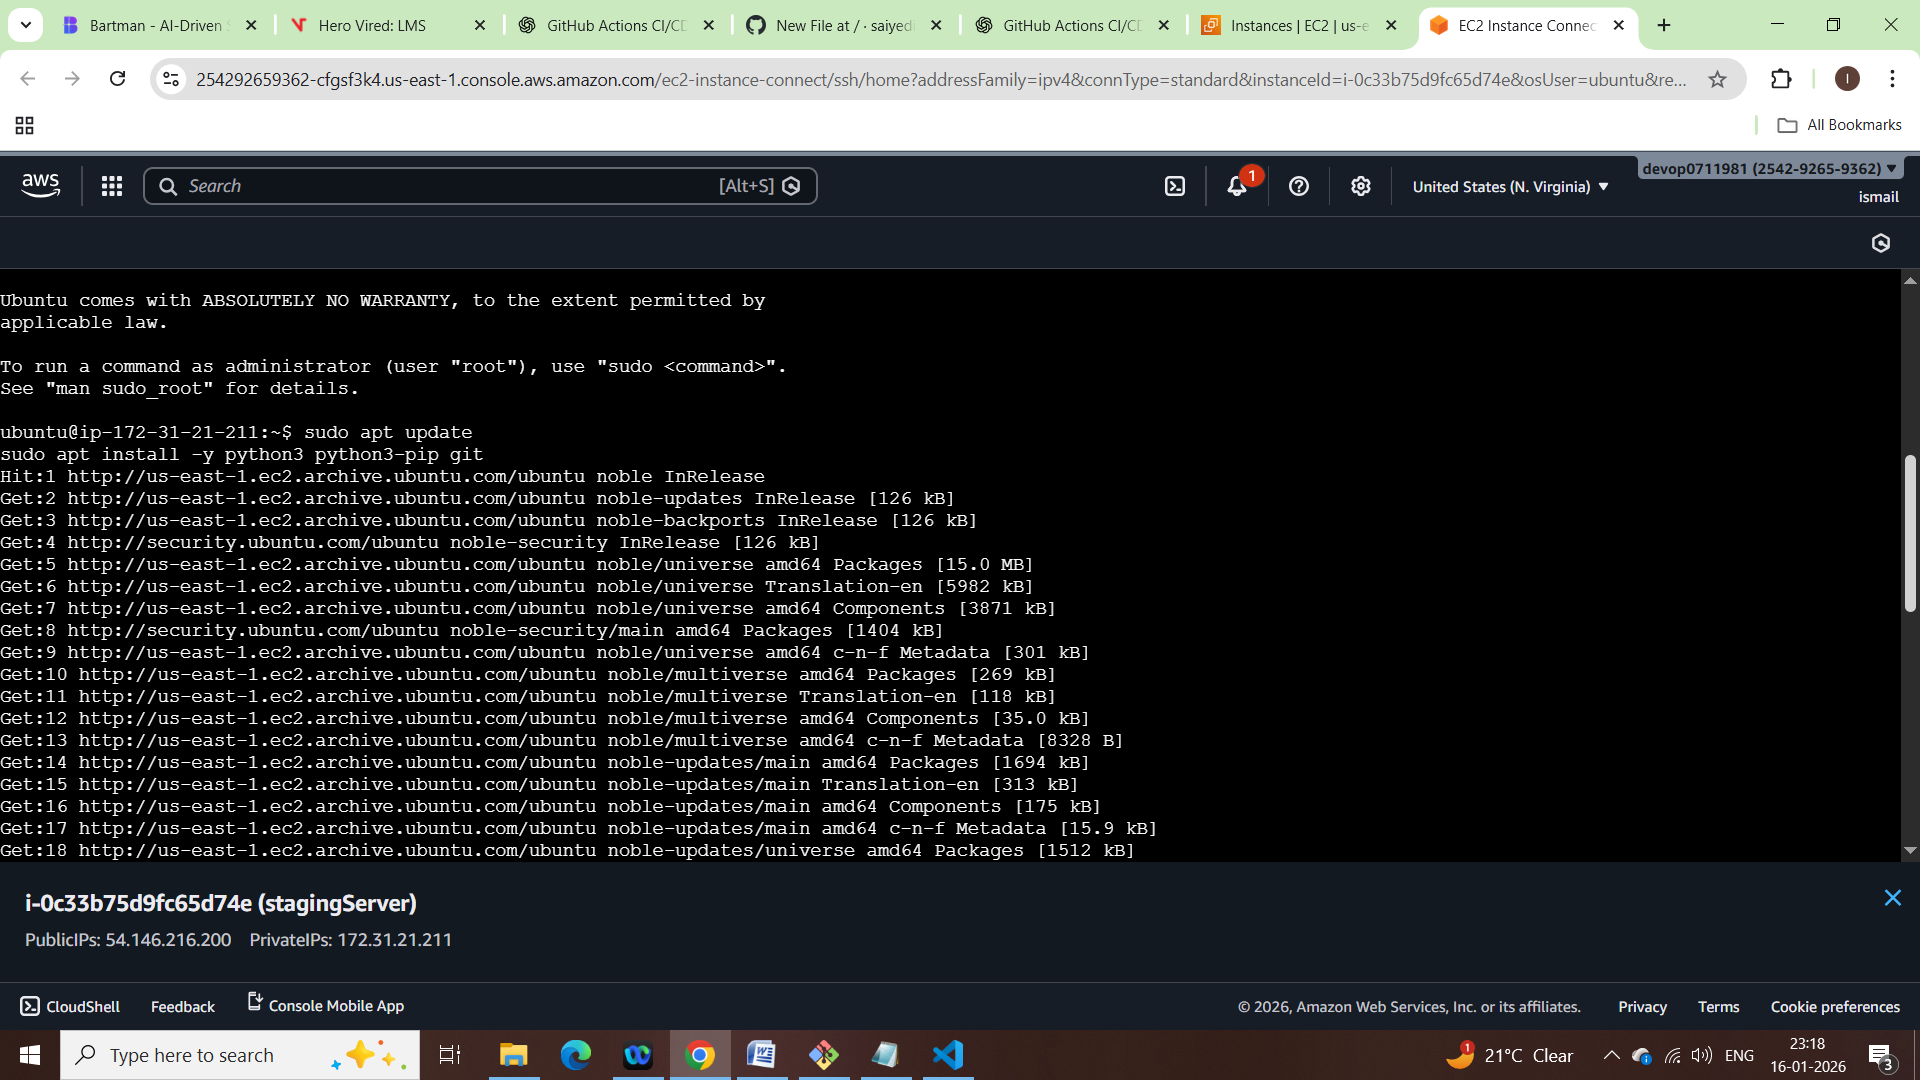 Bartman - AI-Driven S
Hero Vired: LMS
GitHub Actions CI/CD
New File at / · saiyedi
GitHub Actions CI/CD
Instances | EC2 | us-e
EC2 Instance Connec
254292659362-cfgsf3k4.us-east-1.console.aws.amazon.com/ec2-instance-connect/ssh/home?addressFamily=ipv4&connType=standard&instanceId=i-0c33b75d9fc65d74e&osUser=ubuntu&re...
I
All Bookmarks
aws
Search
[Alt+S]
1
United States (N. Virginia)
devop0711981 (2542-9265-9362)
ismail
Ubuntu comes with ABSOLUTELY NO WARRANTY, to the extent permitted by
applicable law.
To run a command as administrator (user "root"), use "sudo <command>".
See "man sudo_root" for details.
ubuntu@ip-172-31-21-211:~$ sudo apt update
sudo apt install -y python3 python3-pip git
Hit:1 http://us-east-1.ec2.archive.ubuntu.com/ubuntu noble InRelease
Get:2 http://us-east-1.ec2.archive.ubuntu.com/ubuntu noble-updates InRelease [126 kB]
Get:3 http://us-east-1.ec2.archive.ubuntu.com/ubuntu noble-backports InRelease [126 kB]
Get:4 http://security.ubuntu.com/ubuntu noble-security InRelease [126 kB]
Get:5 http://us-east-1.ec2.archive.ubuntu.com/ubuntu noble/universe amd64 Packages [15.0 MB]
Get:6 http://us-east-1.ec2.archive.ubuntu.com/ubuntu noble/universe Translation-en [5982 kB]
Get:7 http://us-east-1.ec2.archive.ubuntu.com/ubuntu noble/universe amd64 Components [3871 kB]
Get:8 http://security.ubuntu.com/ubuntu noble-security/main amd64 Packages [1404 kB]
Get:9 http://us-east-1.ec2.archive.ubuntu.com/ubuntu noble/universe amd64 c-n-f Metadata [301 kB]
Get:10 http://us-east-1.ec2.archive.ubuntu.com/ubuntu noble/multiverse amd64 Packages [269 kB]
Get:11 http://us-east-1.ec2.archive.ubuntu.com/ubuntu noble/multiverse Translation-en [118 kB]
Get:12 http://us-east-1.ec2.archive.ubuntu.com/ubuntu noble/multiverse amd64 Components [35.0 kB]
Get:13 http://us-east-1.ec2.archive.ubuntu.com/ubuntu noble/multiverse amd64 c-n-f Metadata [8328 B]
Get:14 http://us-east-1.ec2.archive.ubuntu.com/ubuntu noble-updates/main amd64 Packages [1694 kB]
Get:15 http://us-east-1.ec2.archive.ubuntu.com/ubuntu noble-updates/main Translation-en [313 kB]
Get:16 http://us-east-1.ec2.archive.ubuntu.com/ubuntu noble-updates/main amd64 Components [175 kB]
Get:17 http://us-east-1.ec2.archive.ubuntu.com/ubuntu noble-updates/main amd64 c-n-f Metadata [15.9 kB]
Get:18 http://us-east-1.ec2.archive.ubuntu.com/ubuntu noble-updates/universe amd64 Packages [1512 kB]
i-0c33b75d9fc65d74e (stagingServer)
PublicIPs: 54.146.216.200 PrivateIPs: 172.31.21.211
CloudShell
Feedback
Console Mobile App
© 2026, Amazon Web Services, Inc. or its affiliates.
Privacy
Terms
Cookie preferences
Type here to search
1
21°C Clear
ENG
23:18
16-01-2026
3